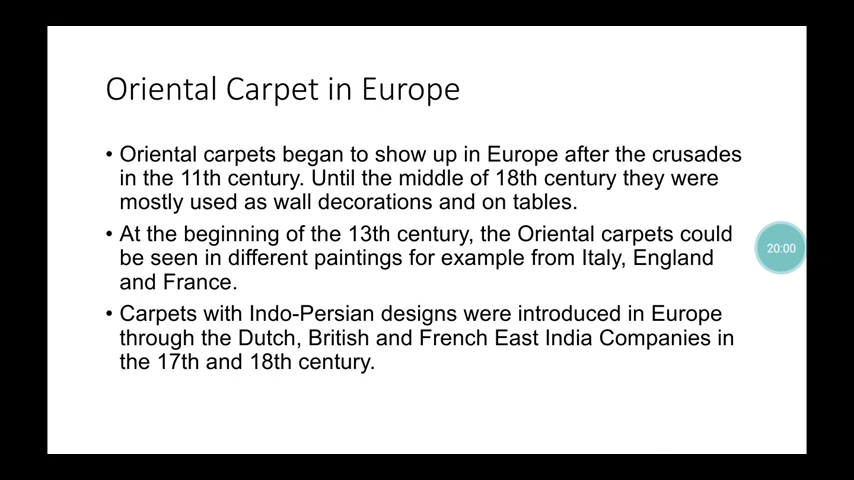 Oriental Carpet in Europe
• Oriental carpets began to show up in Europe after the crusades
in the 11th century. Until the middle of 18th century they were
mostly used as wall decorations and on tables.
• At the beginning of the 13th century, the Oriental carpets could
be seen in different paintings for example from Italy, England
and France.
• Carpets with Indo-Persian designs were introduced in Europe
through the Dutch, British and French East India Companies in
the 17th and 18th century.
20:00